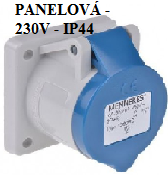 PANELOVÁ -
230V - IP44
MENNEKES